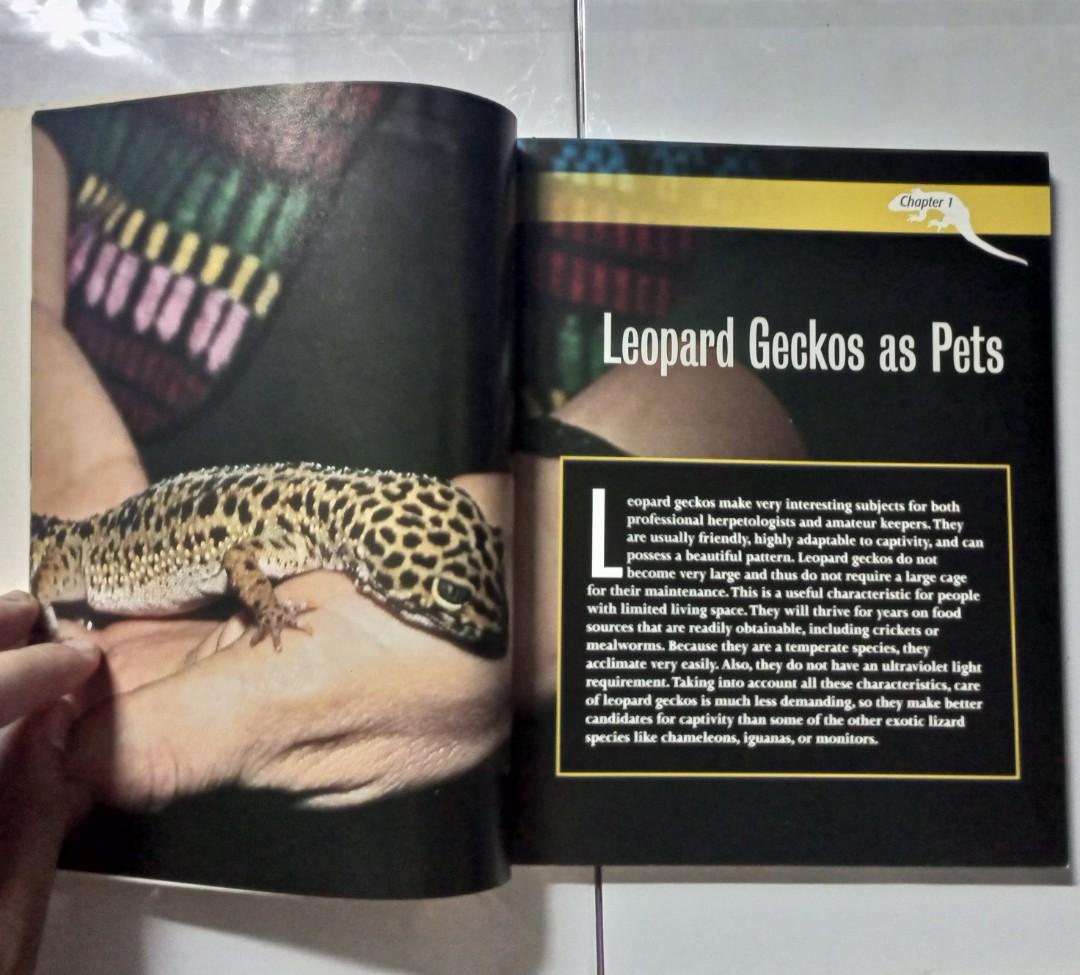 Chapter 1
Leopard Geckos as Pets
Leopard geckos make very interesting subjects for both
professional herpetologists and amateur keepers. They
are usually friendly, highly adaptable to captivity, and can
possess a beautiful pattern. Leopard geckos do not
become very large and thus do not require a large cage
for their maintenance. This is a useful characteristic for people
with limited living space. They will thrive for years on food
sources that are readily obtainable, including crickets or
mealworms. Because they are a temperate species, they
acclimate very easily. Also, they do not have an ultraviolet light
requirement. Taking into account all these characteristics, care
of leopard geckos is much less demanding, so they make better
candidates for captivity than some of the other exotic lizard
species like chameleons, iguanas, or monitors.